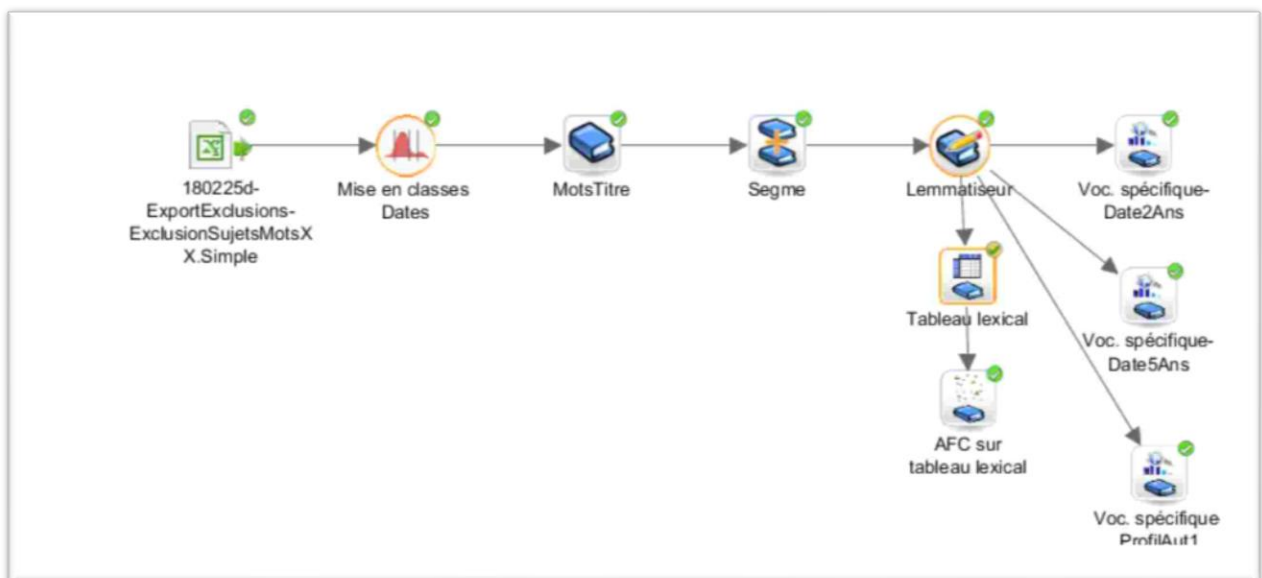 180225d-
ExportExclusions-
ExclusionSujetsMotsX
X.Simple
Mise en classes
Dates
MotsTitre
Segme
Lemmatiseur
Voc. spécifique-
Date2Ans
Tableau lexical
Voc. spécifique-
Date5Ans
AFC sur
tableau lexical
Voc. spécifique
ProfilAut1